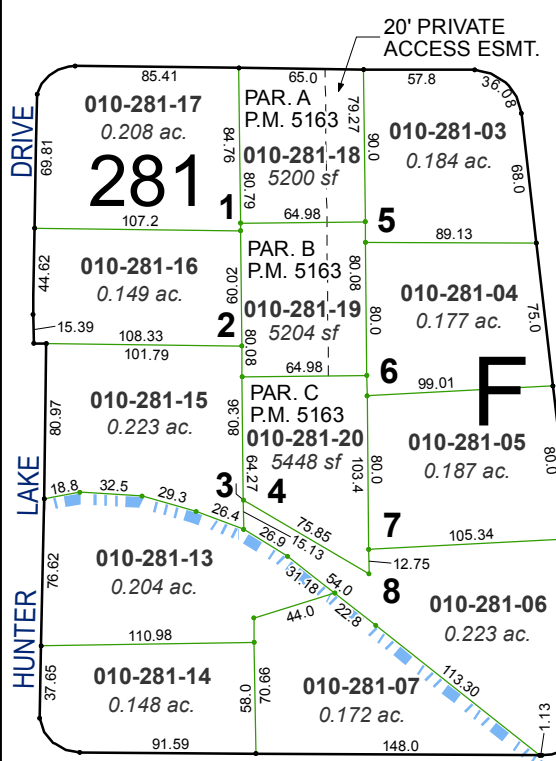 20' PRIVATE
ACCESS ESMT.
85.41
65.0
57.8
36.08
010-281-17
0.208 ac.
PAR. A
P.M. 5163
79.27
90.0
010-281-03
0.184 ac.
DRIVE
69.81
281
84.76
010-281-18
5200 sf
68.0
80.79
1
64.98
5
107.2
89.13
PAR. B
P.M. 5163
010-281-16
0.149 ac.
44.62
60.02
80.08
010-281-19
5204 sf
80.0
010-281-04
0.177 ac.
75.0
15.39
2
108.33
101.79
80.08
64.98
6
99.01
F
PAR. C
P.M. 5163
010-281-15
0.223 ac.
80.97
80.36
010-281-20
5448 sf
103.4
80.0
010-281-05
0.187 ac.
80.0
LAKE
64.27
3
4
18.8
32.5
29.3
26.4
15.13
75.85
7
105.34
26.9
12.75
8
010-281-13
0.204 ac.
76.62
31.18
54.0
22.8
44.0
010-281-06
0.223 ac.
HUNTER
110.98
010-281-14
0.148 ac.
37.65
58.0
70.66
010-281-07
0.172 ac.
113.30
1.13
91.59
148.0